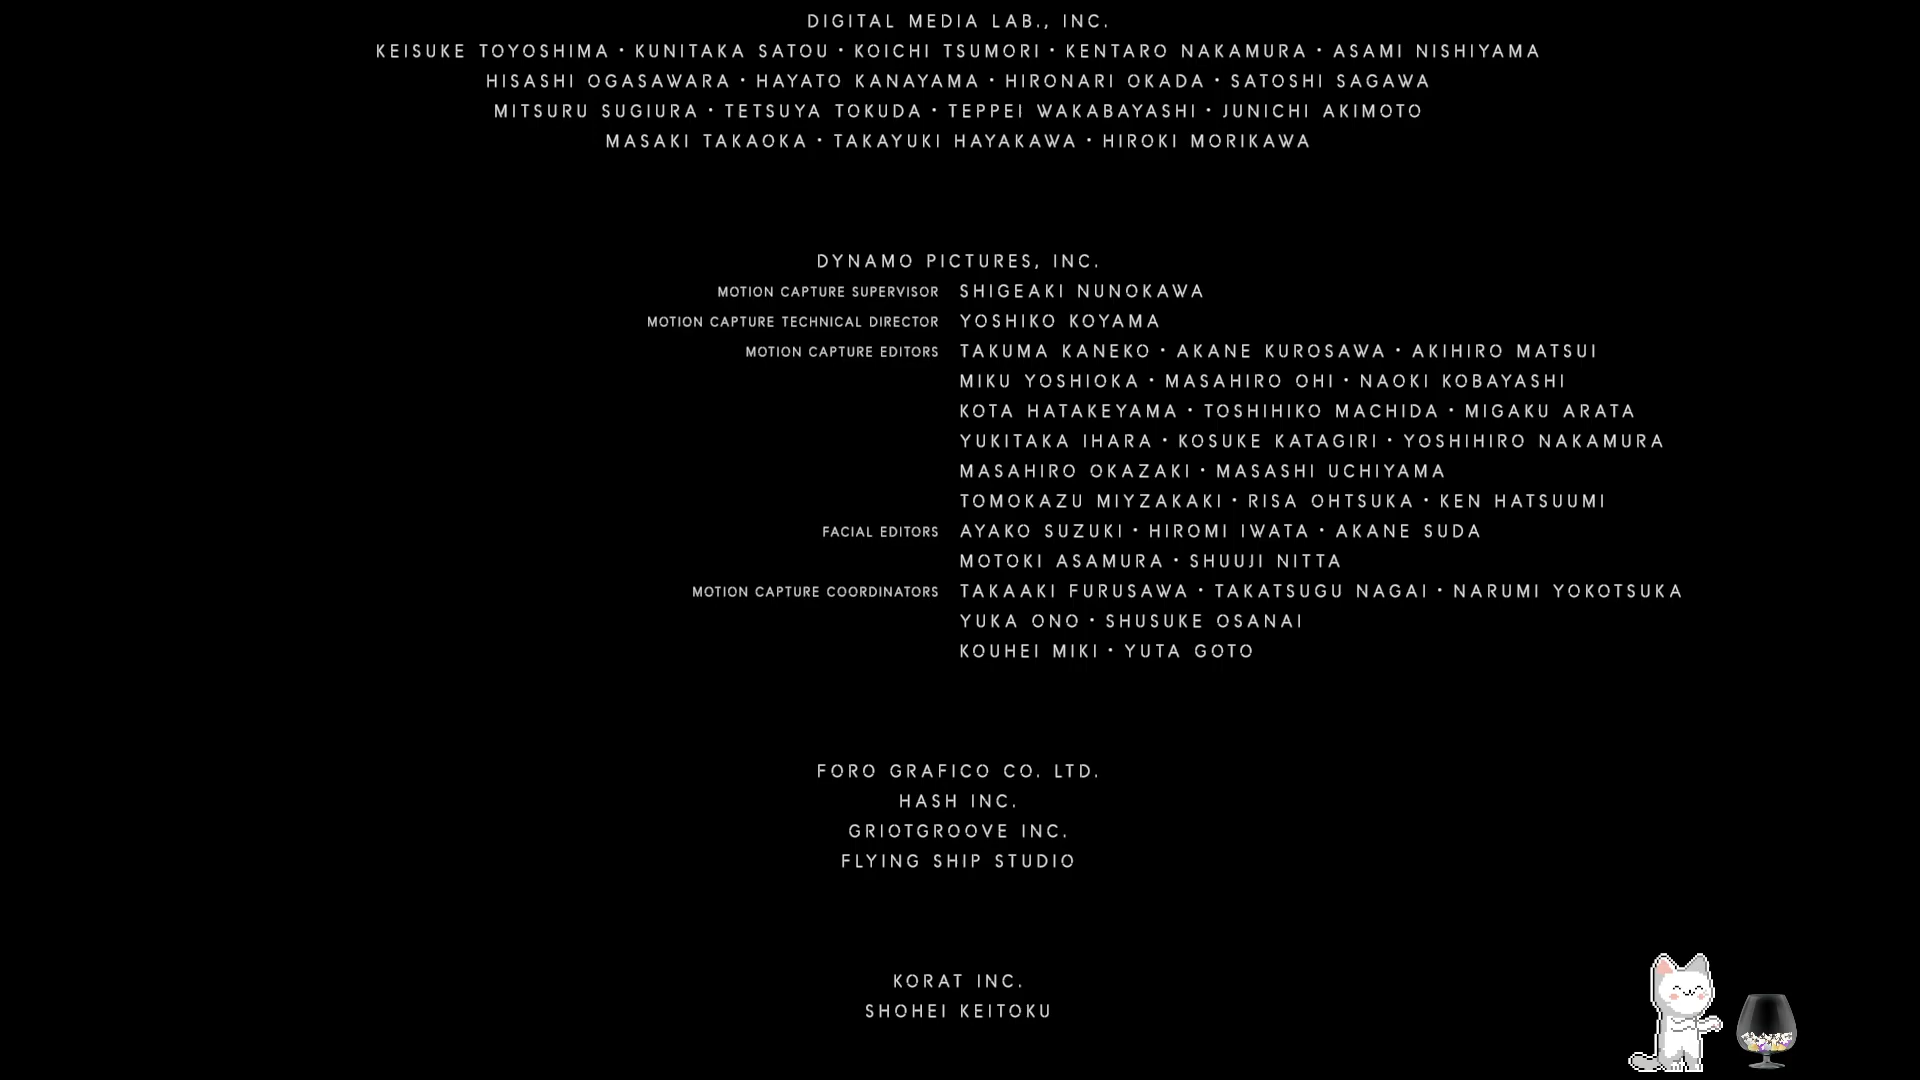 DIGITAL MEDIA LAB., INC.
KEISUKE TOYOSHIMA・KUNITAKA SATOU・KOICHI TSUMORI・KENTARO NAKAMURA・ASAMI NISHIYAMA
HISASHI OGASAWARA・HAYATO KANAYAMA・HIRONARI OKADA・SATOSHI SAGAWA
MITSURU SUGIURA・TETSUYA TOKUDA・TEPPEI WAKABAYASHI・JUNICHI AKIMOTO
MASAKI TAKAOKA・TAKAYUKI HAYAKAWA・HIROKI MORIKAWA
DYNAMO PICTURES, INC.
MOTION CAPTURE SUPERVISOR SHIGEAKI NUNOKAWA
MOTION CAPTURE TECHNICAL DIRECTOR YOSHIKO KOYAMA
MOTION CAPTURE EDITORS TAKUMA KANEKO・AKANE KUROSAWA・AKIHIRO MATSUI
MIKU YOSHIOKA・MASAHIRO OHI・NAOKI KOBAYASHI
KOTA HATAKEYAMA・TOSHIHIKO MACHIDA・MIGAKU ARATA
YUKITAKA IHARA・KOSUKE KATAGIRI・YOSHIHIRO NAKAMURA
MASAHIRO OKAZAKI・MASASHI UCHIYAMA
TOMOKAZU MIYZAKAKI・RISA OHTSUKA・KEN HATSUUMI
FACIAL EDITORS AYAKO SUZUKI・HIROMI IWATA・AKANE SUDA
MOTOKI ASAMURA・SHUUJI NITTA
MOTION CAPTURE COORDINATORS TAKAAKI FURUSAWA・TAKATSUGU NAGAI・NARUMI YOKOTSUKA
YUKA ONO・SHUSUKE OSANAI
KOUHEI MIKI・YUTA GOTO
FORO GRAFICO CO. LTD.
HASH INC.
GRIOTGROOVE INC.
FLYING SHIP STUDIO
KORAT INC.
SHOHEI KEITOKU